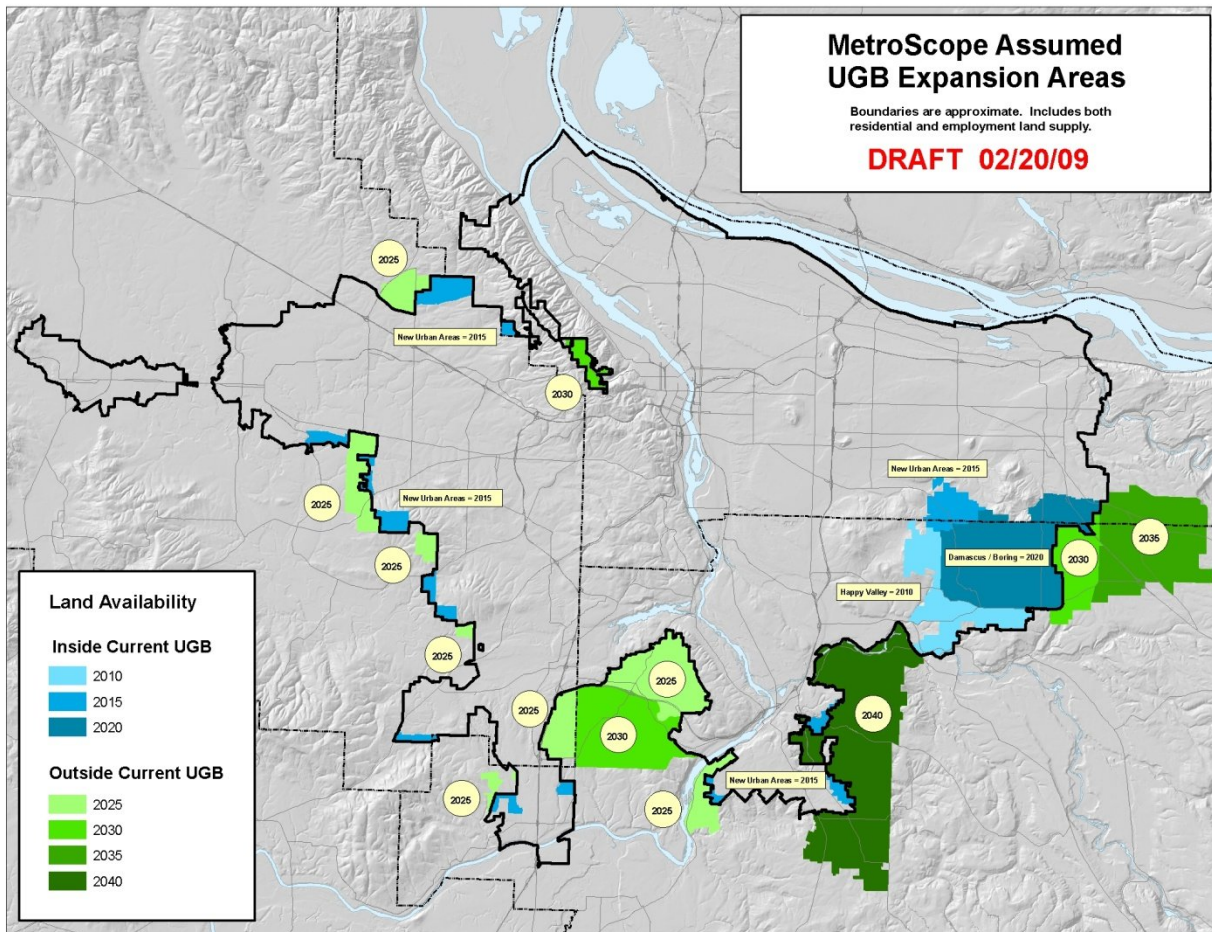 MetroScope Assumed
UGB Expansion Areas
Boundaries are approximate. Includes both
residential and employment land supply.
DRAFT 02/20/09
2025
New Urban Areas = 2015
2030
2025
New Urban Areas = 2015
2025
2025
New Urban Areas = 2015
Damascus / Boring = 2020
2035
2030
Happy Valley = 2010
2025
2025
2030
2040
2025
2025
New Urban Areas = 2015
Land Availability
Inside Current UGB
2010
2015
2020
Outside Current UGB
2025
2030
2035
2040